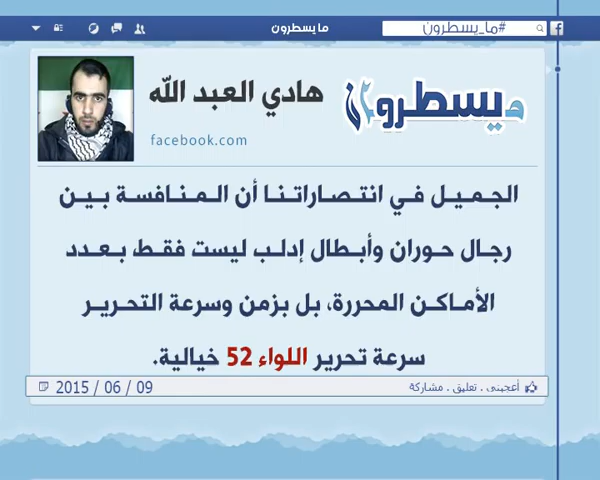 ما يسطرون
#ما_يسطرون
ما يسطرون
هادي العبد الله
facebook.com
الجميل في انتصاراتنا أن المنافسة بين
رجال حوران وأبطال إدلب ليست فقط بعدد
الأماكن المحررة، بل بزمن وسرعة التحرير
سرعة تحرير اللواء 52 خيالية.
أعجبني . تعليق . مشاركة
2015 / 06 / 09